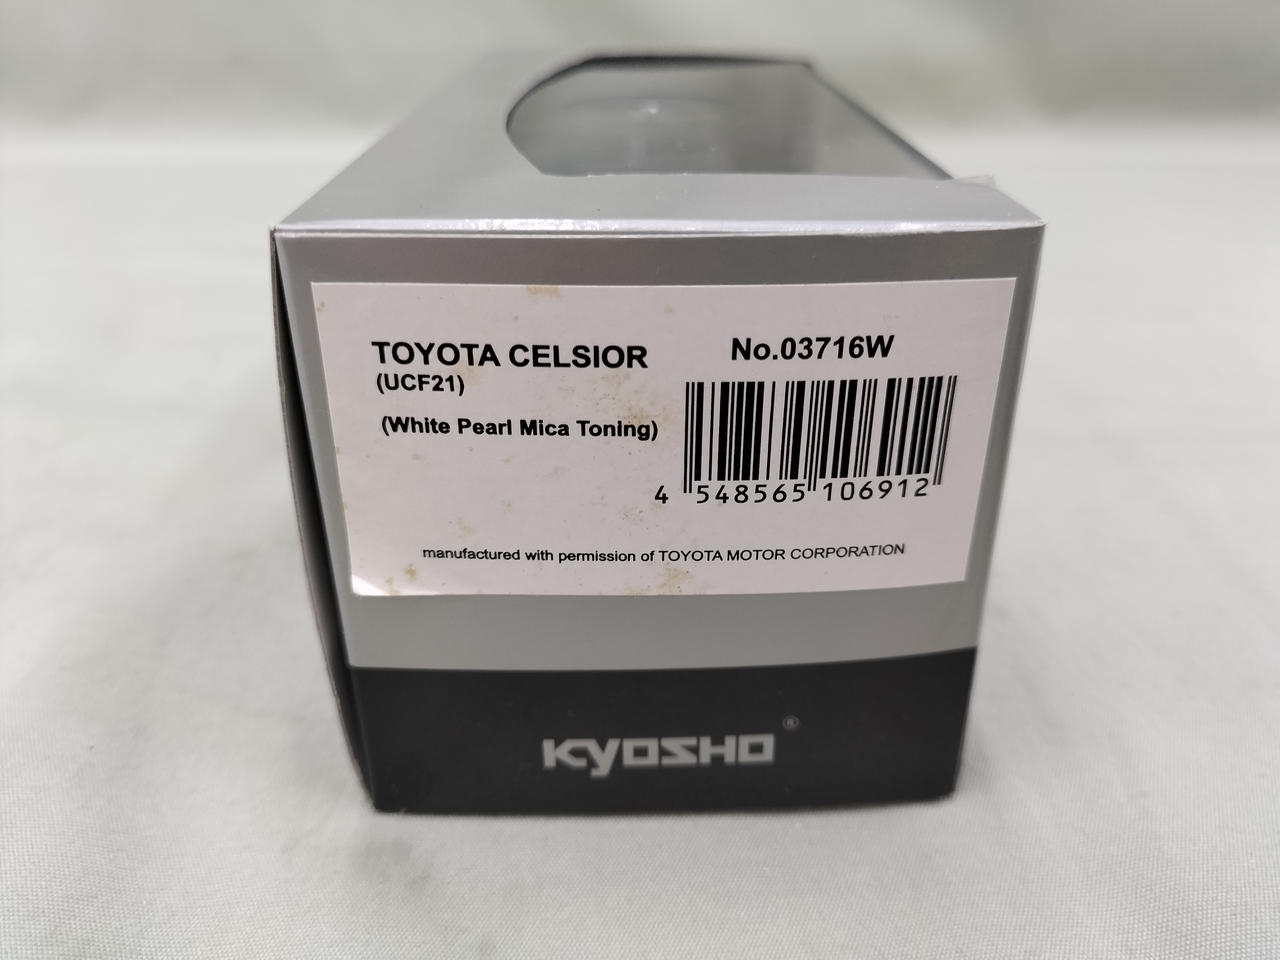 TOYOTA CELSIOR
(UCF21)
(White Pearl Mica Toning)
No.03716W
4 548565 106912
manufactured with permission of TOYOTA MOTOR CORPORATION
KYOSHO®